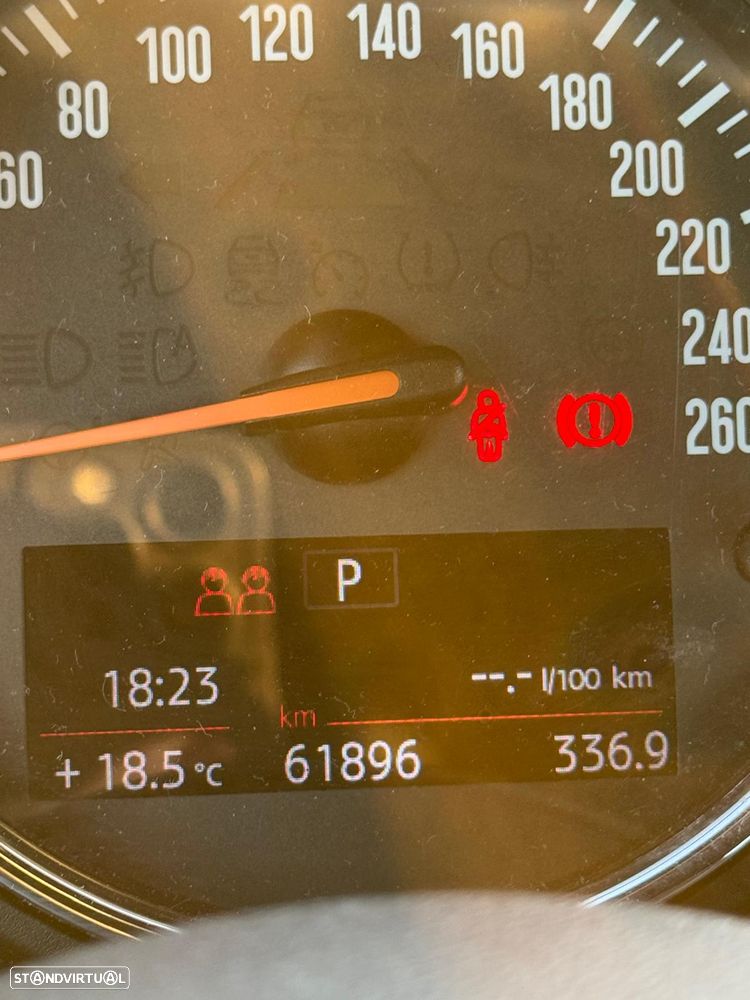 60 80 100 120 140 160 180 200 220 240 260
P
18:23
--.- l/100 km
km
+ 18.5 °C 61896 336.9
STANDVIRTUAL